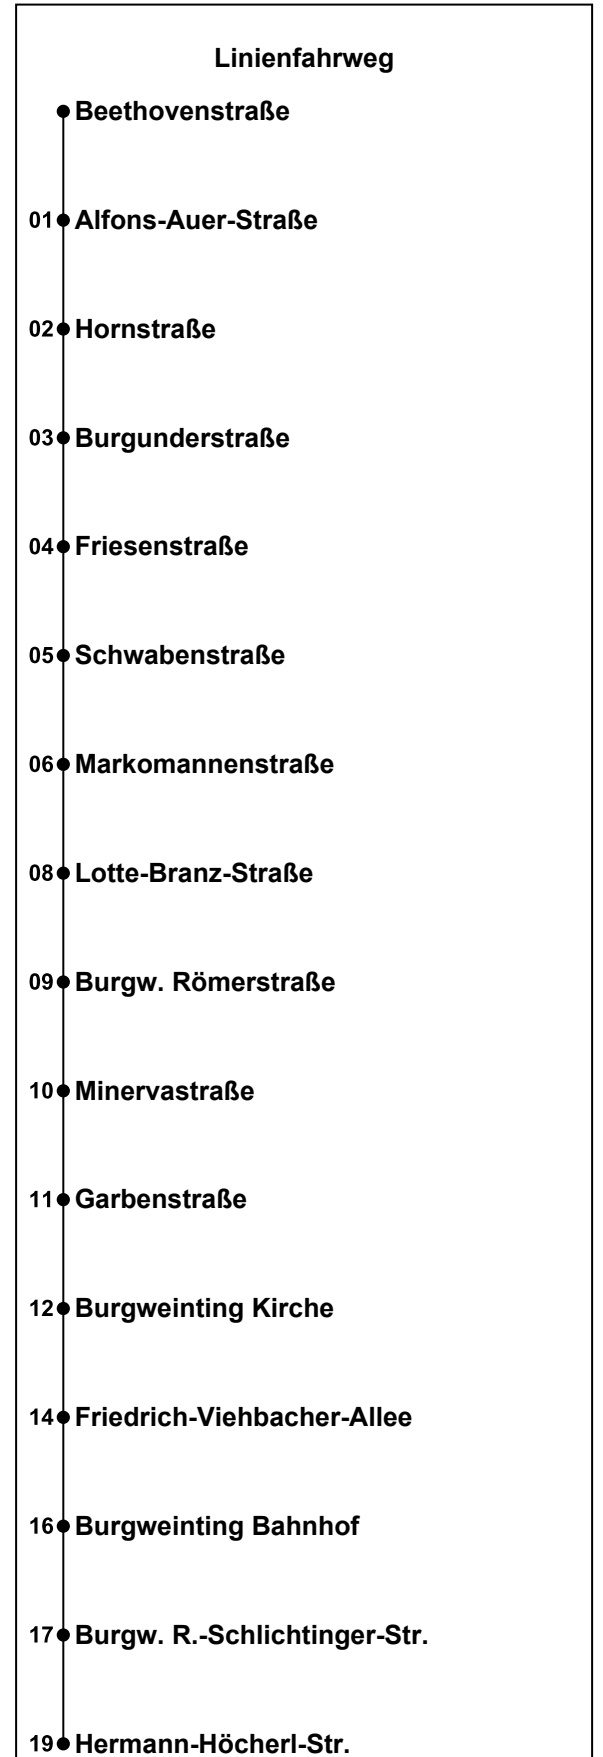 Linienfahrweg
Beethovenstraße
01 Alfons-Auer-Straße
02 Hornstraße
03 Burgunderstraße
04 Friesenstraße
05 Schwabenstraße
06 Markomannenstraße
08 Lotte-Branz-Straße
09 Burgw. Römerstraße
10 Minervastraße
11 Garbenstraße
12 Burgweinting Kirche
14 Friedrich-Viehbacher-Allee
16 Burgweinting Bahnhof
17 Burgw. R.-Schlichtinger-Str.
19 Hermann-Höcherl-Str.